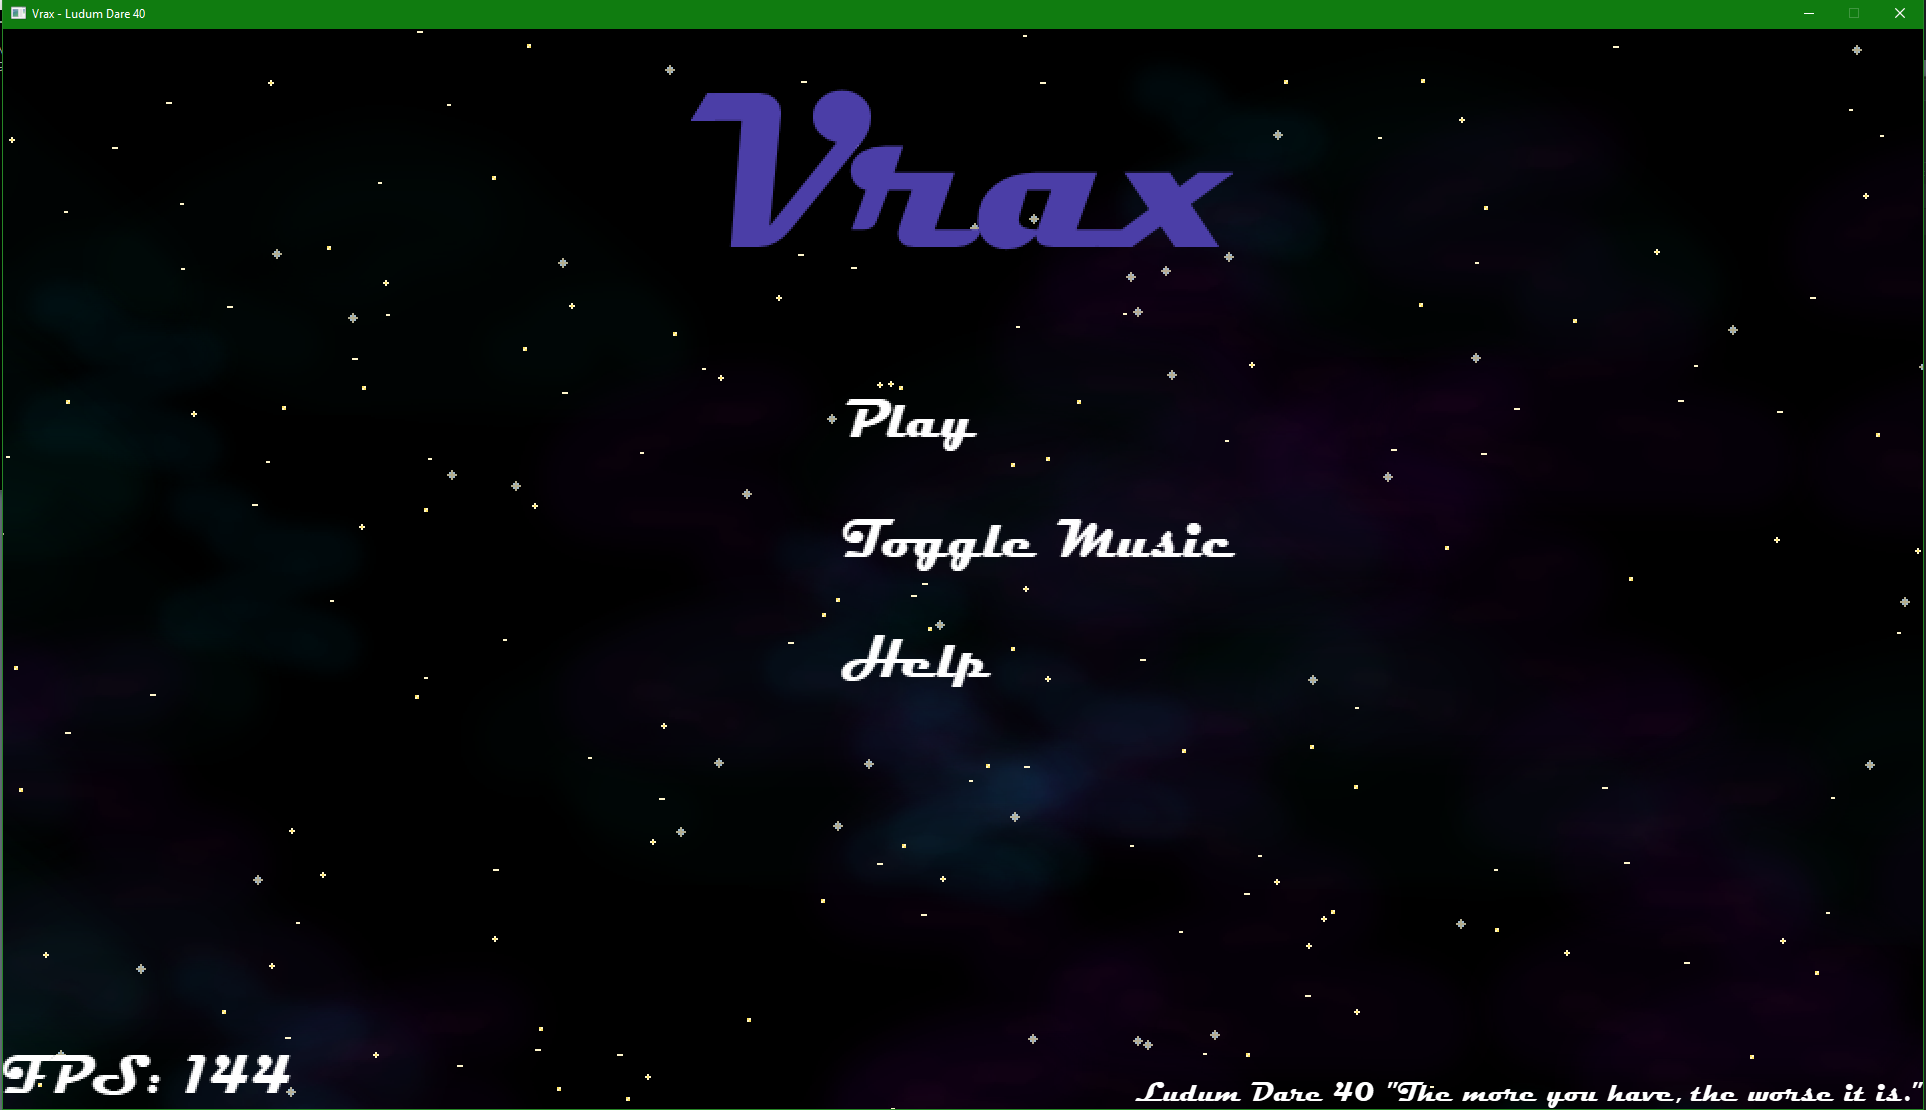 Vrax - Ludum Dare 40
Vrax
Play
Toggle Music
Help
FPS: 144
Ludum Dare 40 "The more you have, the worse it is."